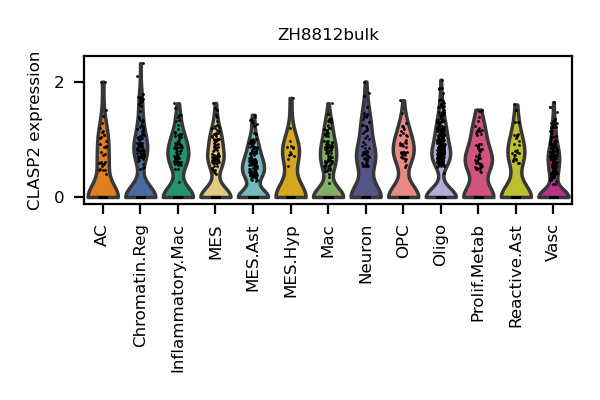 ZH8812bulk
CLASP2 expression
2
0
AC
Chromatin.Reg
Inflammatory.Mac
MES
MES.Ast
MES.Hyp
Mac
Neuron
OPC
Oligo
Prolif.Metab
Reactive.Ast
Vasc